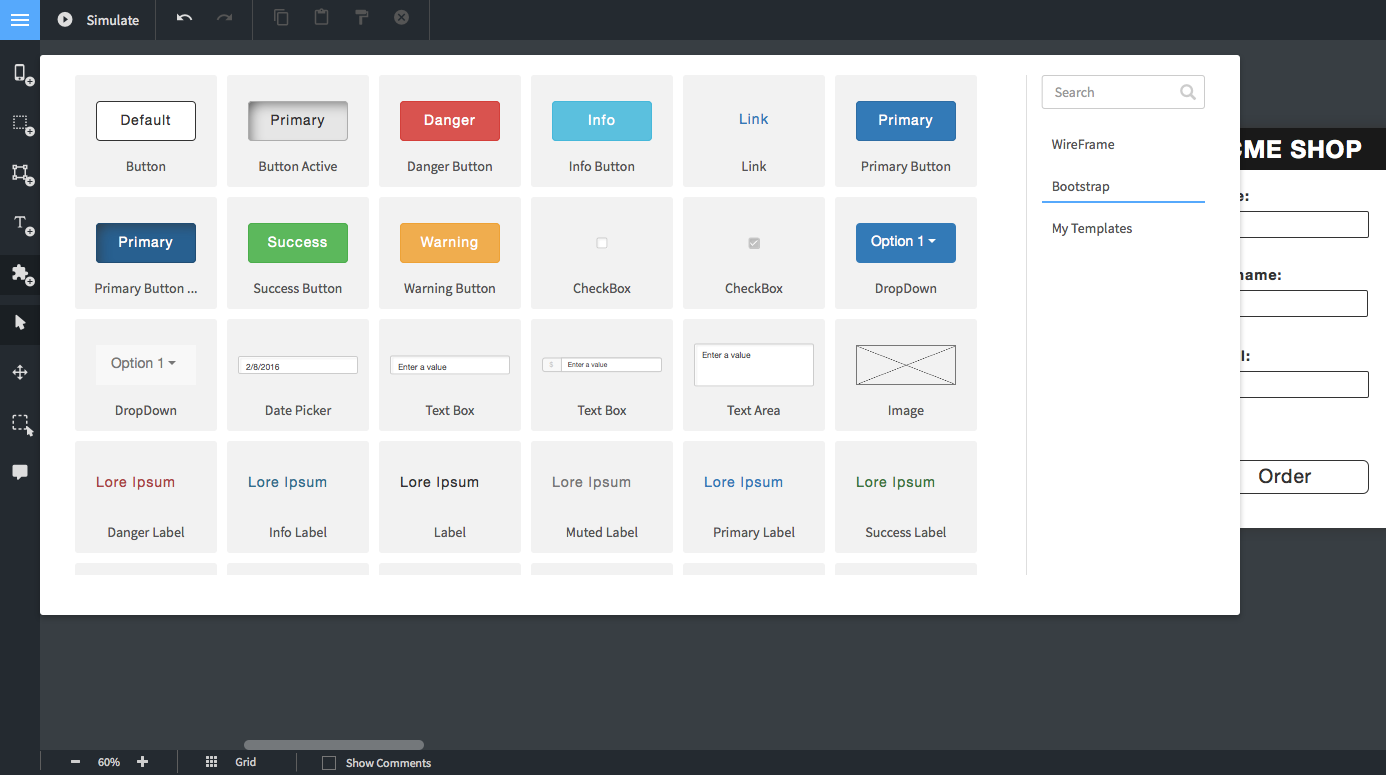 Simulate
Default
Primary
Danger
Info
Link
Primary
Button
Button Active
Danger Button
Info Button
Link
Primary Button
Primary
Success
Warning
Option 1
Primary Button ...
Success Button
Warning Button
CheckBox
CheckBox
DropDown
Option 1
2/8/2016
Enter a value
$ Enter a value
Enter a value
DropDown
Date Picker
Text Box
Text Box
Text Area
Image
Lore Ipsum
Lore Ipsum
Lore Ipsum
Lore Ipsum
Lore Ipsum
Lore Ipsum
Danger Label
Info Label
Label
Muted Label
Primary Label
Success Label
Search
WireFrame
Bootstrap
My Templates
CME SHOP
e:
name:
l:
Order
60%
Grid
Show Comments